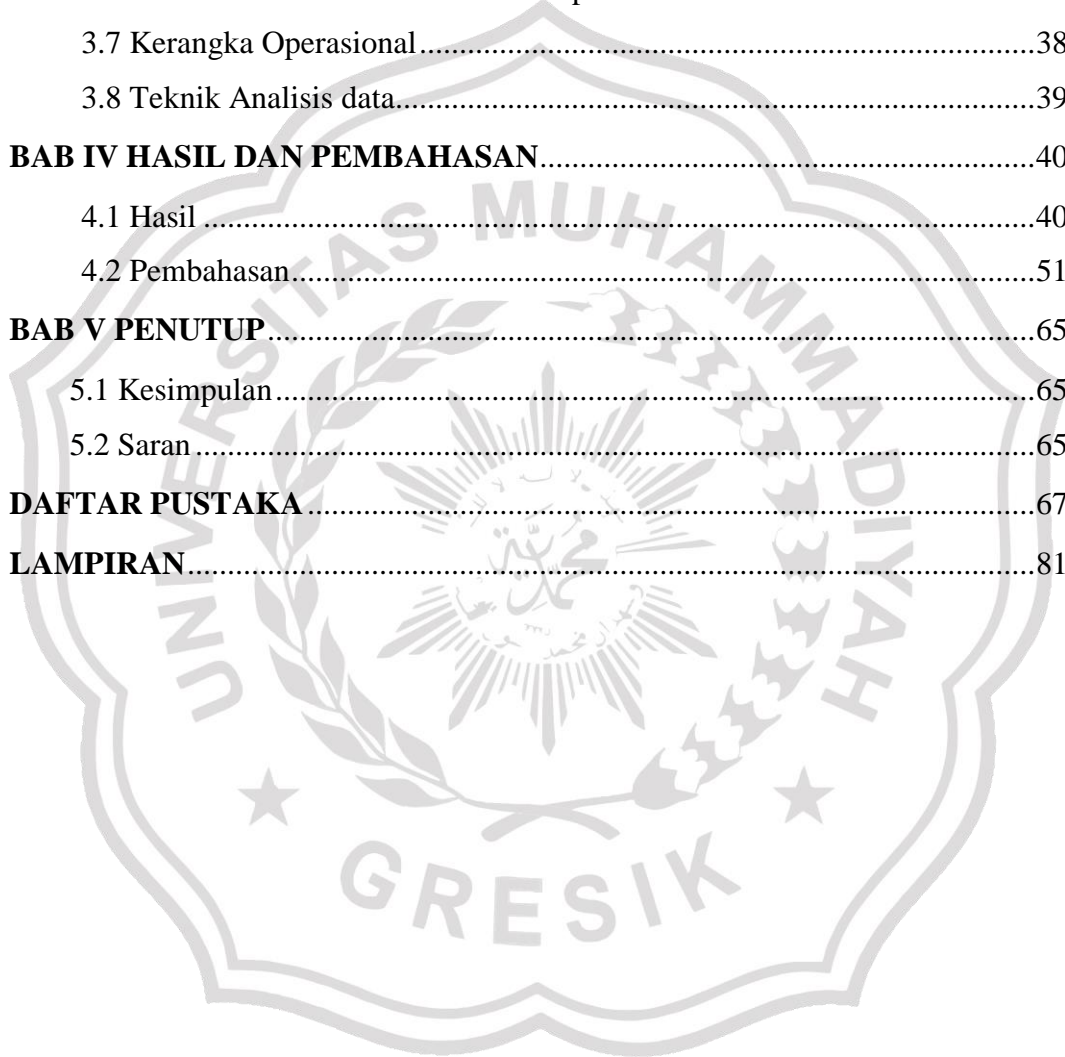 3.7 Kerangka Operasional....................38
3.8 Teknik Analisis data....................39
BAB IV HASIL DAN PEMBAHASAN....................40
4.1 Hasil....................40
4.2 Pembahasan....................51
BAB V PENUTUP....................65
5.1 Kesimpulan....................65
5.2 Saran....................65
DAFTAR PUSTAKA....................67
LAMPIRAN....................81
UNIVERSITAS MUHAMMADIYAH
GRESIK